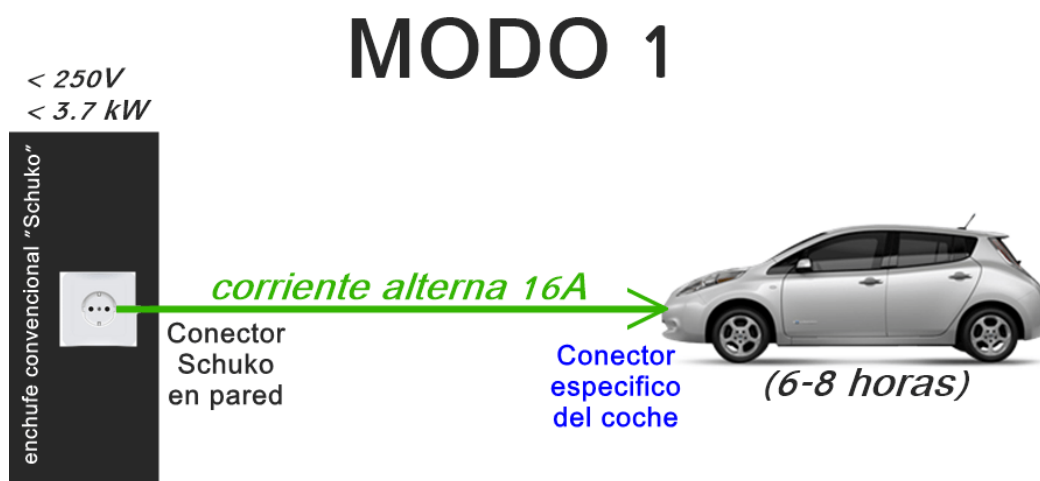 MODO 1
< 250V
< 3.7 kW
enchufe convencional "Schuko"
corriente alterna 16A
Conector
Schuko
en pared
Conector
especifico
del coche
(6-8 horas)